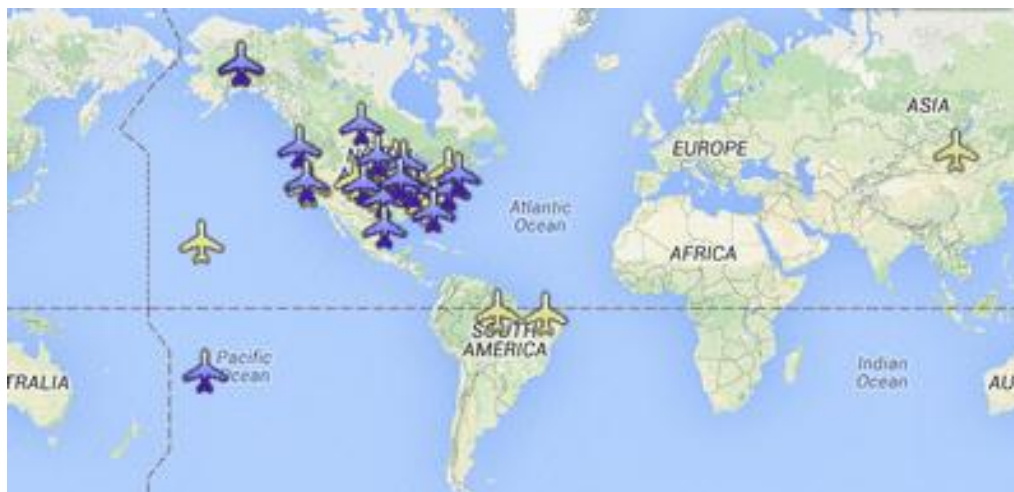 ASIA
EUROPE
Atlantic
Ocean
AFRICA
SOUTH
AMERICA
Pacific
Ocean
Indian
Ocean
TRALIA
AU